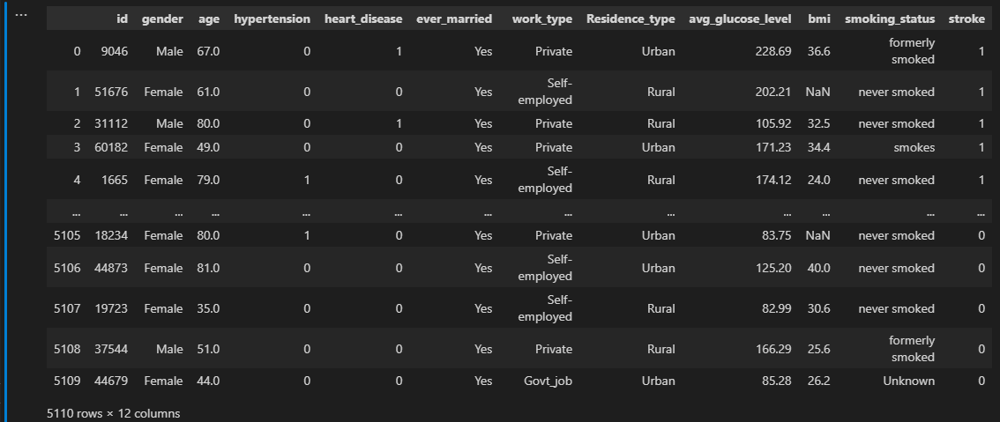 ...
id gender age hypertension heart_disease ever_married work_type Residence_type avg_glucose_level bmi smoking_status stroke
0 9046 Male 67.0 0 1 Yes Private Urban 228.69 36.6 formerly smoked 1
1 51676 Female 61.0 0 0 Yes Self-employed Rural 202.21 NaN never smoked 1
2 31112 Male 80.0 0 1 Yes Private Rural 105.92 32.5 never smoked 1
3 60182 Female 49.0 0 0 Yes Private Urban 171.23 34.4 smokes 1
4 1665 Female 79.0 1 0 Yes Self-employed Rural 174.12 24.0 never smoked 1
... ... ... ... ... ... ... ... ... ... ... ... ...
5105 18234 Female 80.0 1 0 Yes Private Urban 83.75 NaN never smoked 0
5106 44873 Female 81.0 0 0 Yes Self-employed Urban 125.20 40.0 never smoked 0
5107 19723 Female 35.0 0 0 Yes Self-employed Rural 82.99 30.6 never smoked 0
5108 37544 Male 51.0 0 0 Yes Private Rural 166.29 25.6 formerly smoked 0
5109 44679 Female 44.0 0 0 Yes Govt_job Urban 85.28 26.2 Unknown 0
5110 rows × 12 columns